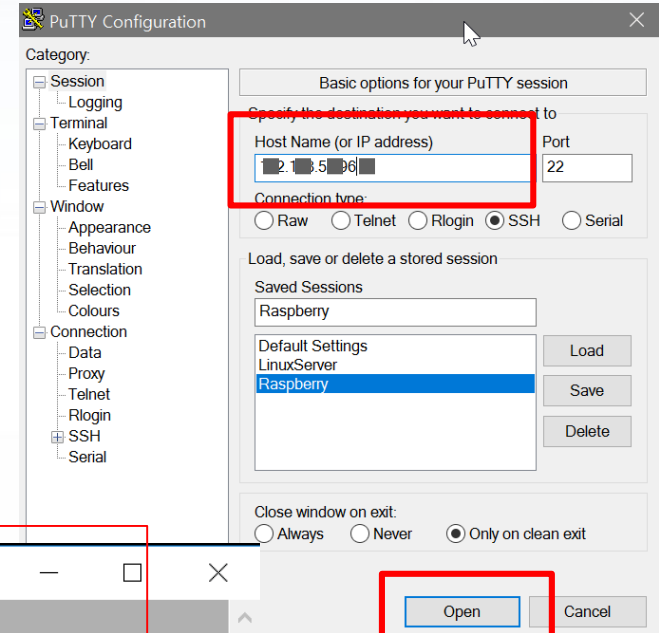 PuTTY Configuration
Category:
Session
Logging
Terminal
Keyboard
Bell
Features
Window
Appearance
Behaviour
Translation
Selection
Colours
Connection
Data
Proxy
Telnet
Rlogin
SSH
Serial
Basic options for your PuTTY session
Specify the destination you want to connect to
Host Name (or IP address) Port
22
Connection type:
Raw Telnet Rlogin SSH Serial
Load, save or delete a stored session
Saved Sessions
Raspberry
Default Settings
LinuxServer
Raspberry
Load
Save
Delete
Close window on exit:
Always Never Only on clean exit
Open Cancel